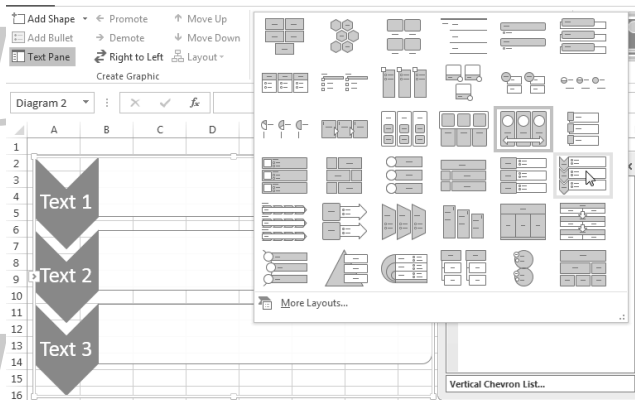 Add Shape
Promote
Move Up
Add Bullet
Demote
Move Down
Text Pane
Right to Left
Layout
Create Graphic
Diagram 2
fx
A B C D
1
2
3
4
5
6
7
8
9
10
11
12
13
14
15
16
Text 1
Text 2
Text 3
More Layouts...
Vertical Chevron List...